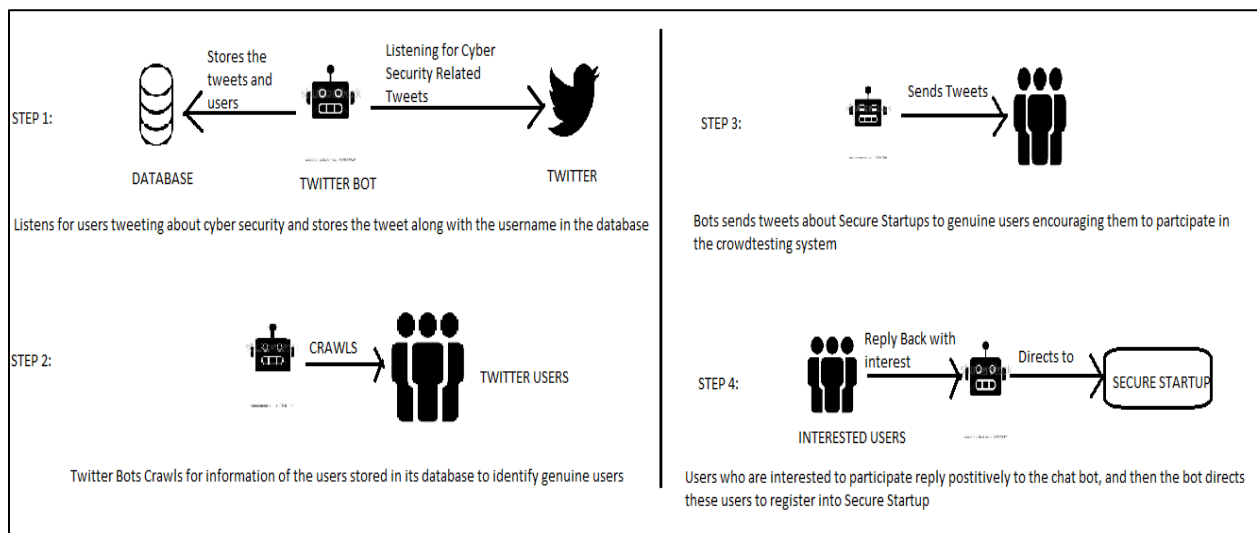 STEP 1:
Stores the
tweets and
users
Listening for Cyber
Security Related
Tweets
DATABASE
TWITTER BOT
TWITTER
Listens for users tweeting about cyber security and stores the tweet along with the username in the database
STEP 2:
CRAWLS
TWITTER USERS
Twitter Bots Crawls for information of the users stored in its database to identify genuine users
STEP 3:
Sends Tweets
Bots sends tweets about Secure Startups to genuine users encouraging them to partcipate in
the crowdtesting system
STEP 4:
Reply Back with
interest
Directs to
SECURE STARTUP
INTERESTED USERS
Users who are interested to participate reply postitively to the chat bot, and then the bot directs
these users to register into Secure Startup